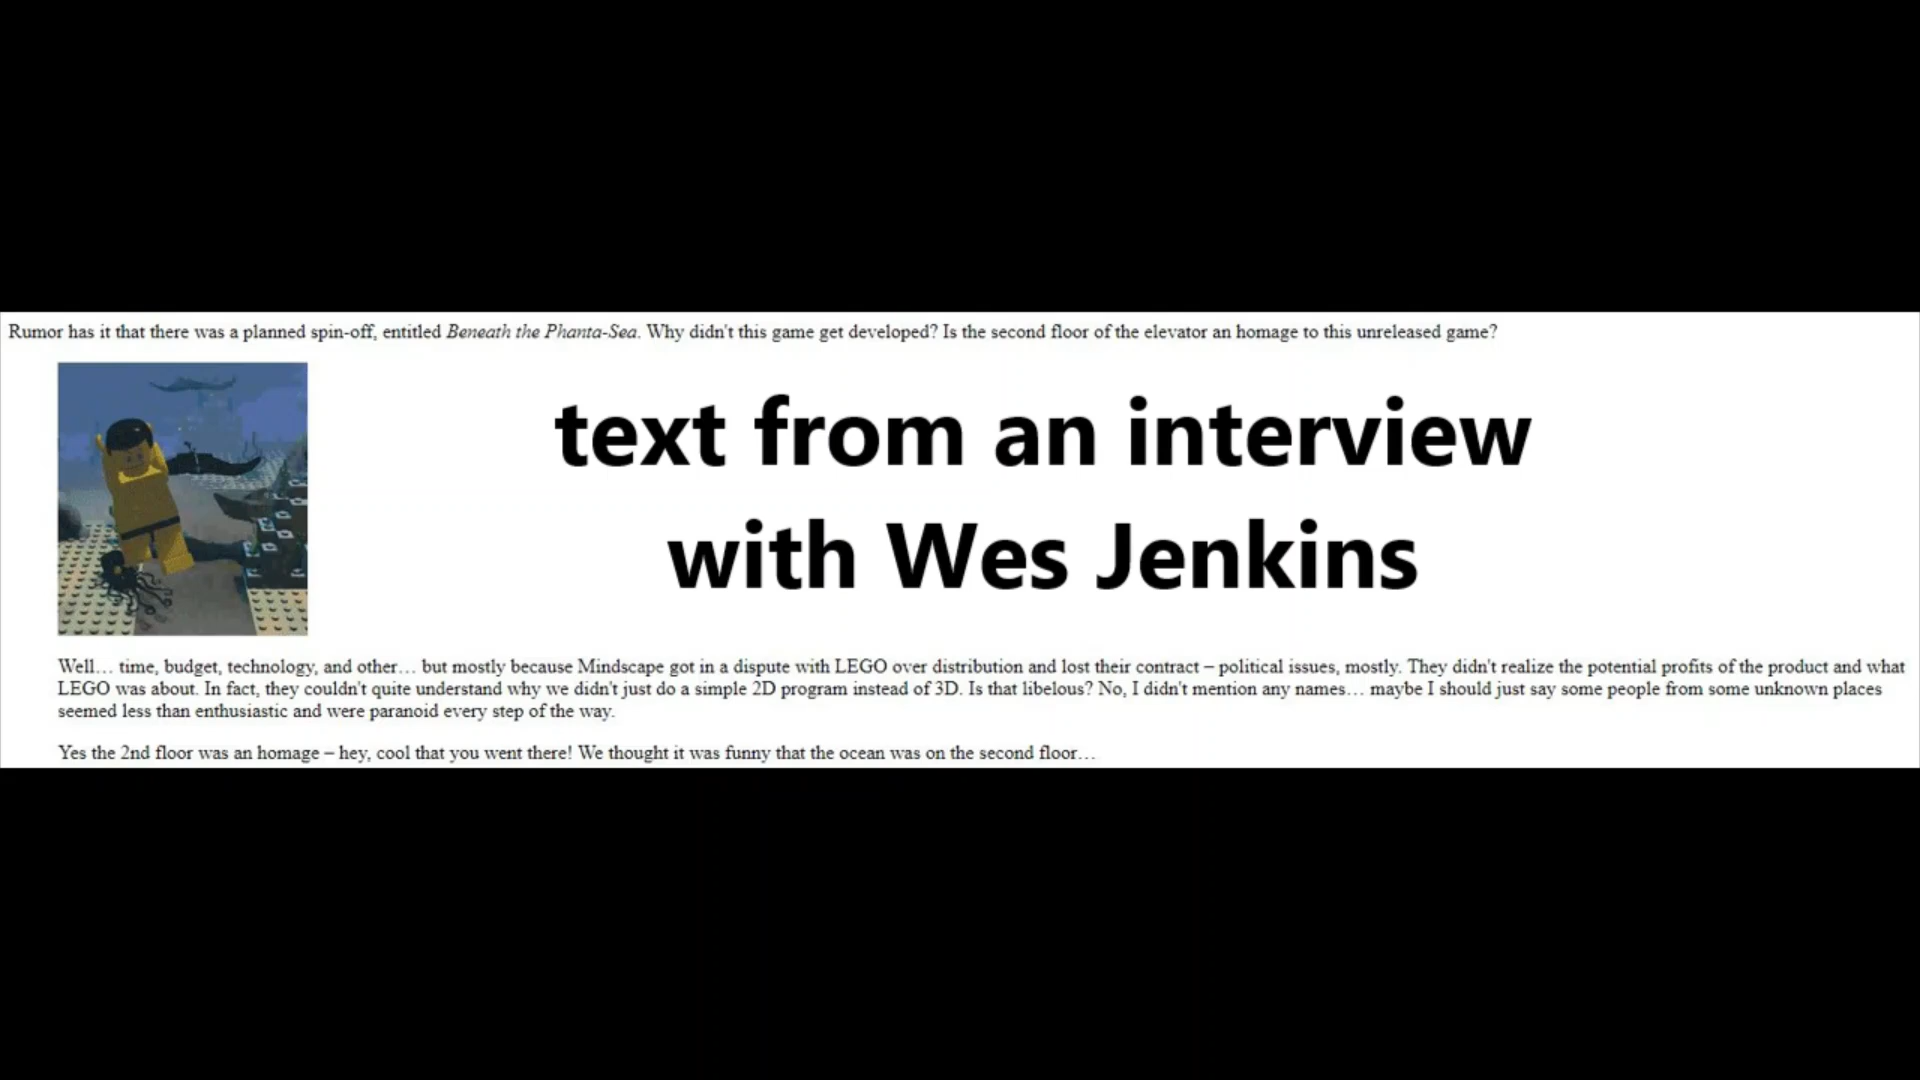 Rumor has it that there was a planned spin-off, entitled Beneath the Phanta-Sea. Why didn't this game get developed? Is the second floor of the elevator an homage to this unreleased game?
text from an interview
with Wes Jenkins
Well… time, budget, technology, and other… but mostly because Mindscape got in a dispute with LEGO over distribution and lost their contract – political issues, mostly. They didn't realize the potential profits of the product and what
LEGO was about. In fact, they couldn't quite understand why we didn't just do a simple 2D program instead of 3D. Is that libelous? No, I didn't mention any names… maybe I should just say some people from some unknown places
seemed less than enthusiastic and were paranoid every step of the way.
Yes the 2nd floor was an homage – hey, cool that you went there! We thought it was funny that the ocean was on the second floor…